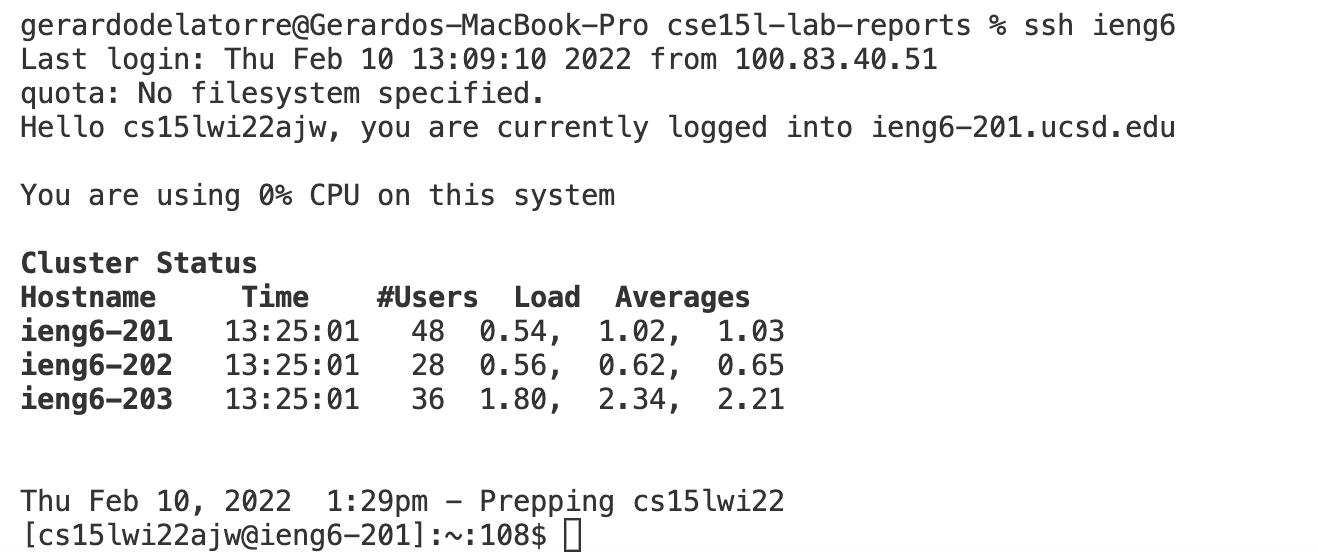 gerardodelatorre@Gerardos-MacBook-Pro cse15l-lab-reports % ssh ieng6
Last login: Thu Feb 10 13:09:10 2022 from 100.83.40.51
quota: No filesystem specified.
Hello cs15lwi22ajw, you are currently logged into ieng6-201.ucsd.edu
You are using 0% CPU on this system
Cluster Status
Hostname     Time    #Users  Load  Averages
ieng6-201   13:25:01   48  0.54,  1.02,  1.03
ieng6-202   13:25:01   28  0.56,  0.62,  0.65
ieng6-203   13:25:01   36  1.80,  2.34,  2.21
Thu Feb 10, 2022  1:29pm - Prepping cs15lwi22
[cs15lwi22ajw@ieng6-201]:~:108$